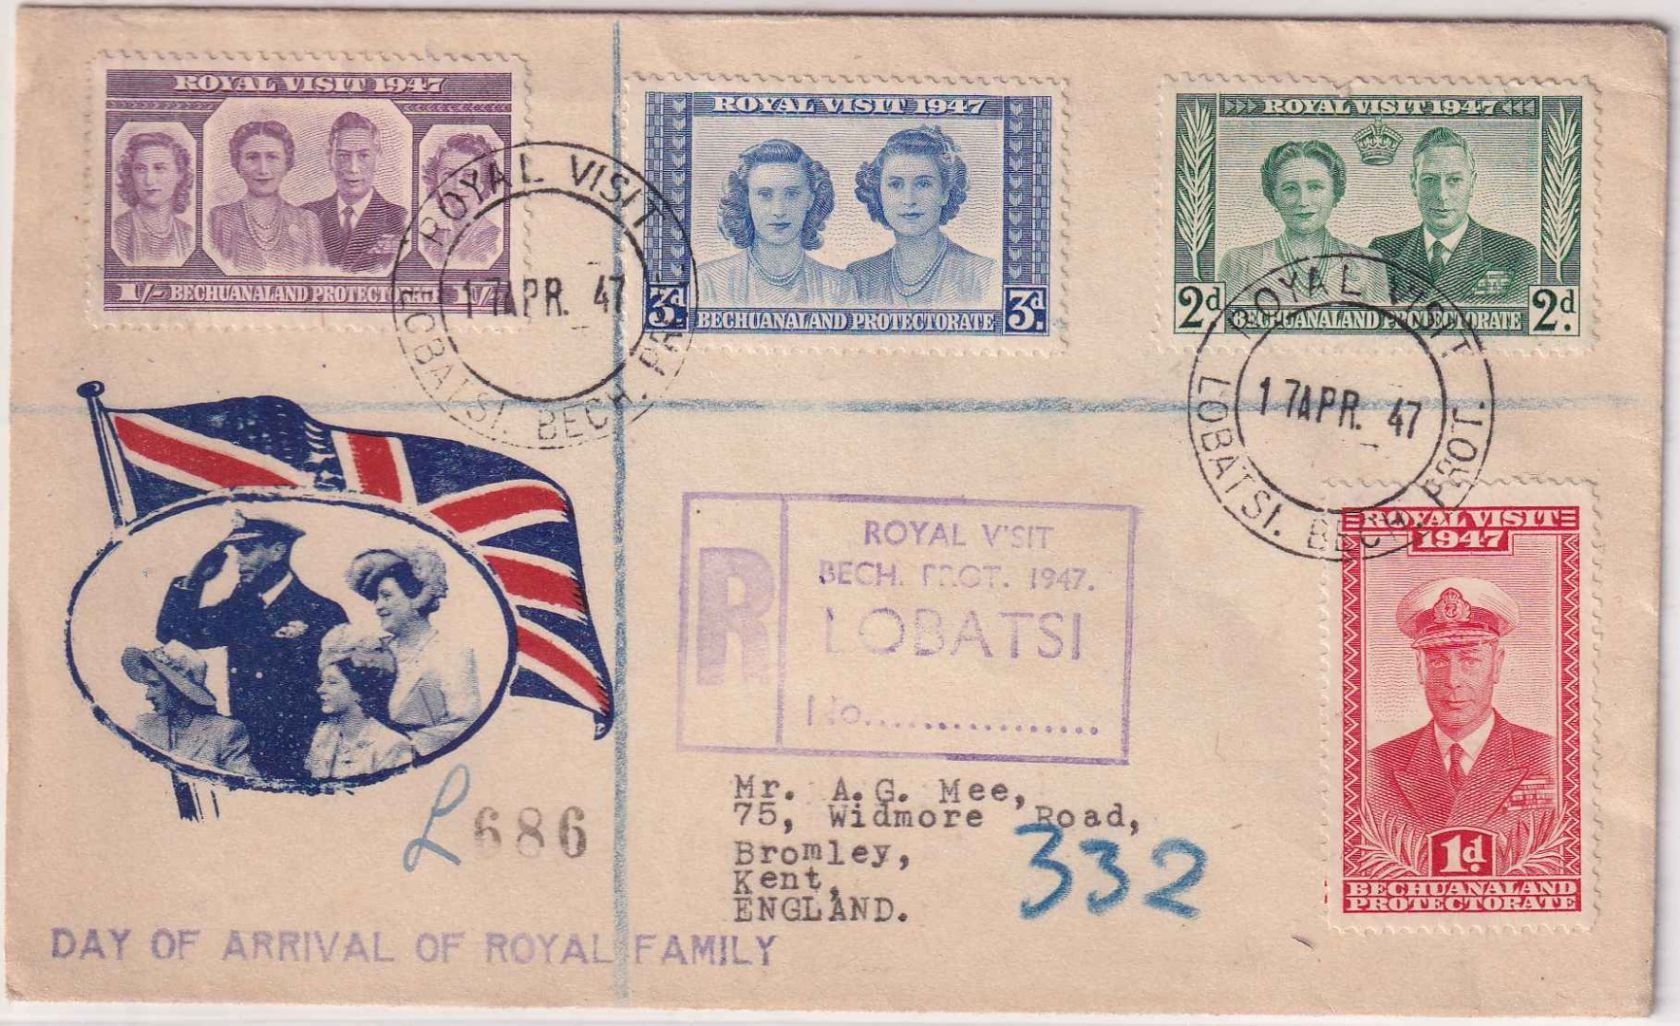 ROYAL VISIT 1947
1/- BECHUANALAND PROTECTORATE 1/-
ROYAL VISIT 1947
3d. 3d.
BECHUANALAND PROTECTORATE
ROYAL VISIT 1947
2d 2d.
BECHUANALAND PROTECTORATE
ROYAL VISIT
17 APR. 47
LOBATSI. BECH. PROT.
ROYAL VISIT
17 APR. 47
LOBATSI. BECH. PROT.
ROYAL VISIT
1947
1d
BECHUANALAND
PROTECTORATE
R
ROYAL V'SIT
BECH. PROT. 1947.
LOBATSI
No..................
Mr. A.G. Mee,
75, Widmore Road,
Bromley,
Kent,
ENGLAND.
332
L 686
DAY OF ARRIVAL OF ROYAL FAMILY